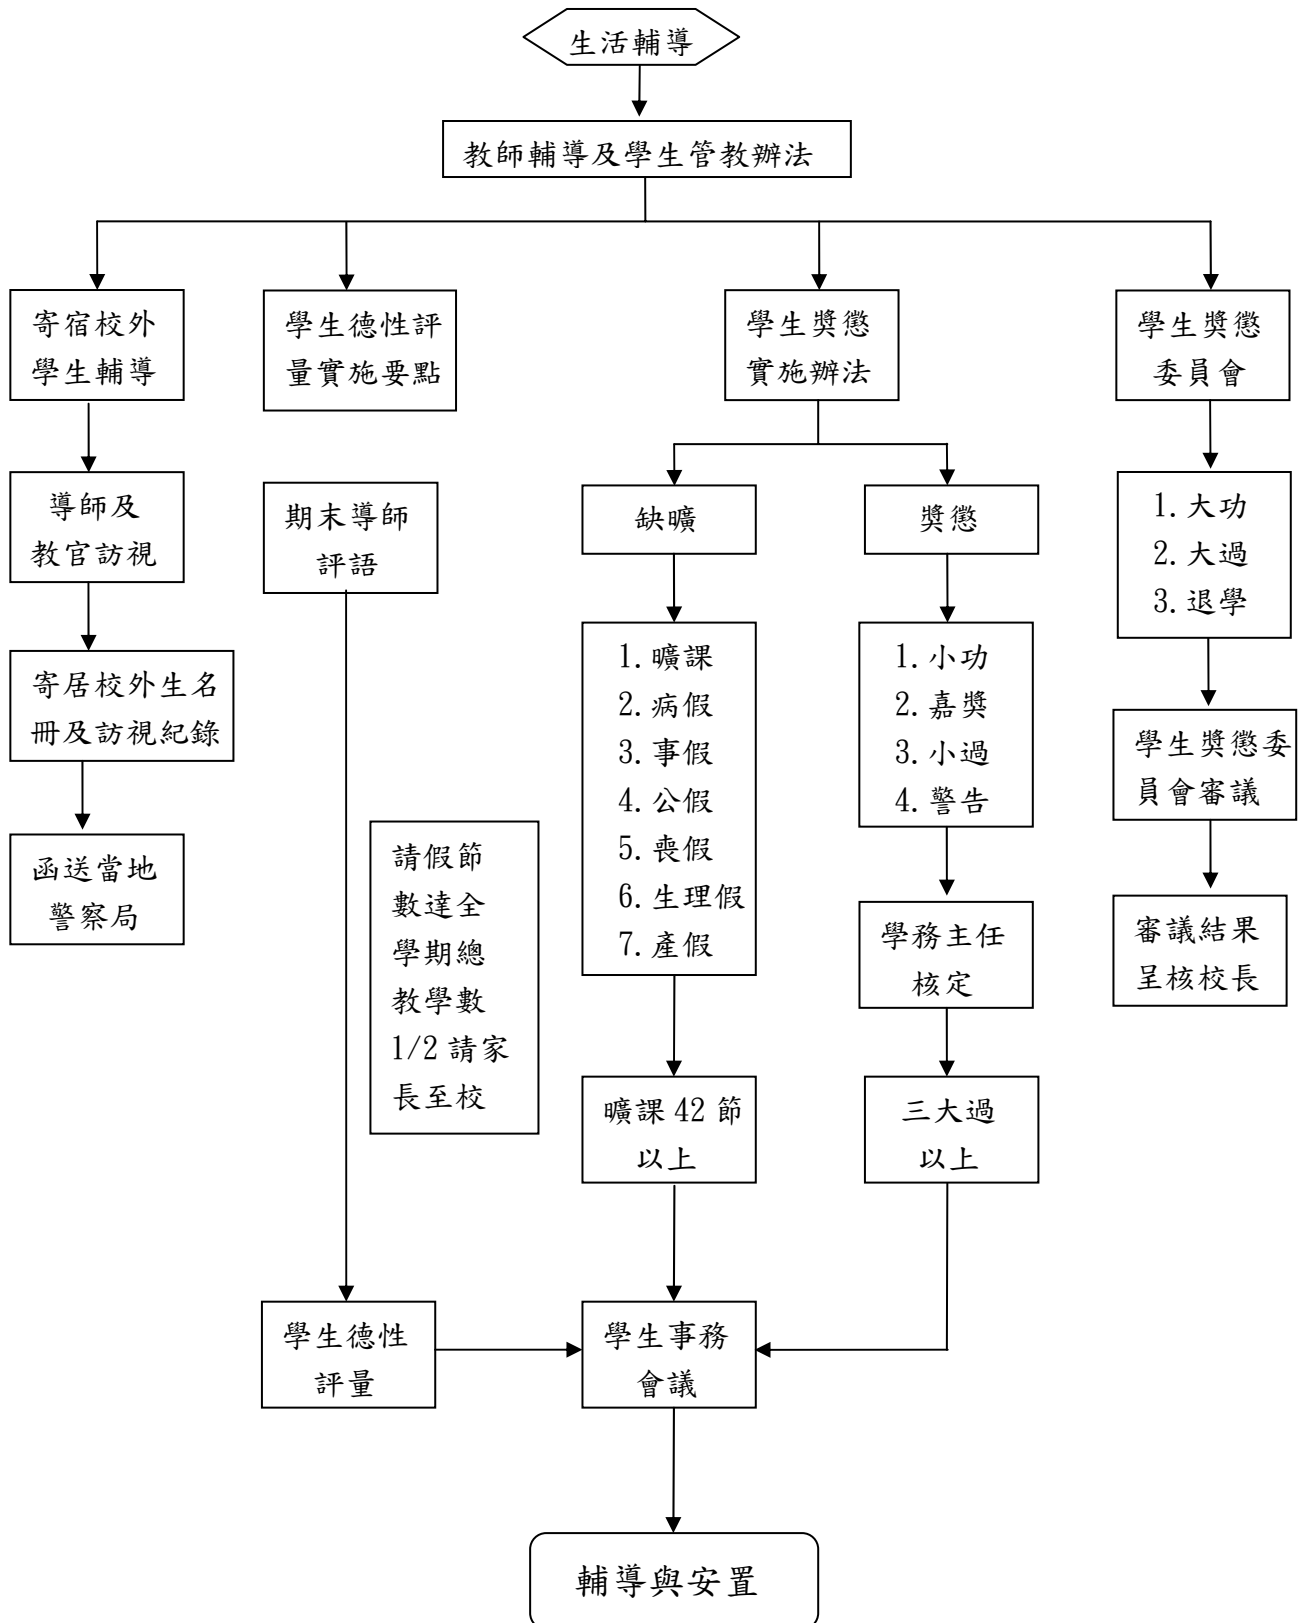 生活輔導
教師輔導及學生管教辦法
寄宿校外
學生輔導
學生德性評
量實施要點
學生獎懲
實施辦法
學生獎懲
委員會
導師及
教官訪視
期末導師
評語
缺曠
獎懲
1.大功
2.大過
3.退學
寄居校外生名
冊及訪視紀錄
1.曠課
2.病假
3.事假
4.公假
5.喪假
6.生理假
7.產假
1.小功
2.嘉獎
3.小過
4.警告
學生獎懲委
員會審議
函送當地
警察局
請假節
數達全
學期總
教學數
1/2 請家
長至校
學務主任
核定
審議結果
呈核校長
曠課 42 節
以上
三大過
以上
學生德性
評量
學生事務
會議
輔導與安置